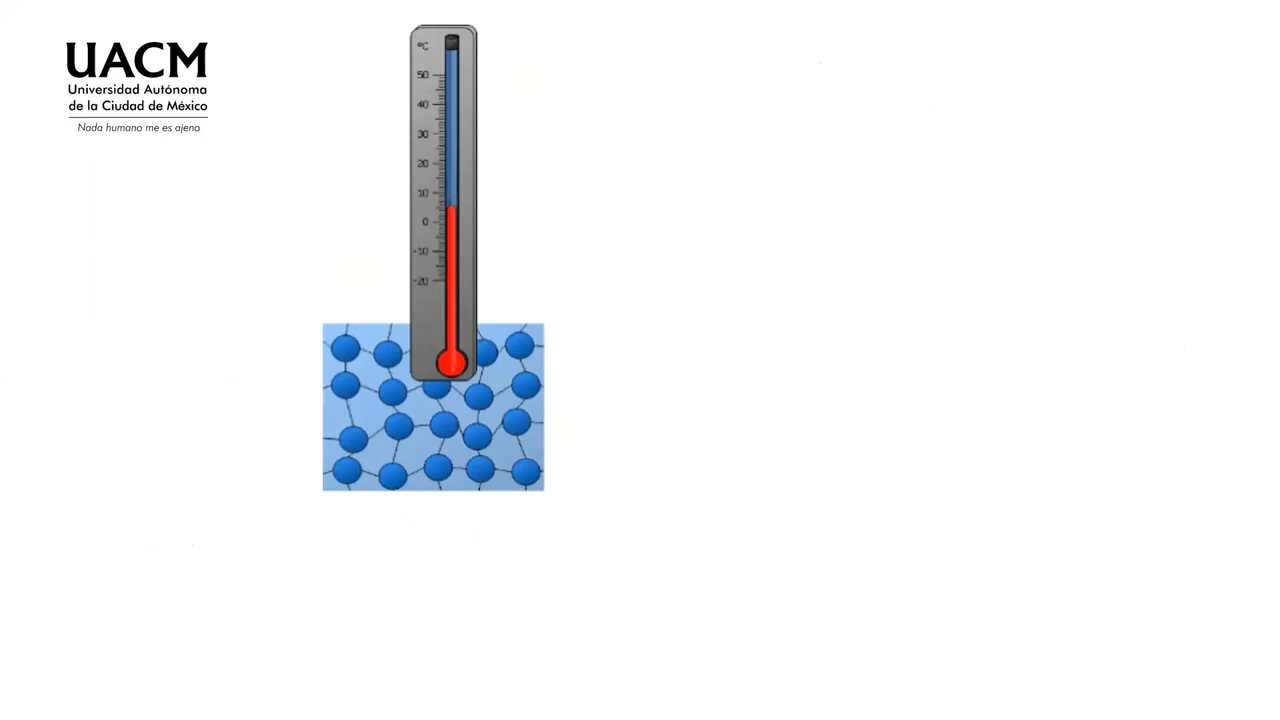 UACM
Universidad Autónoma
de la Ciudad de México
Nada humano me es ajeno
ºC
50
40
30
20
10
0
-10
-20